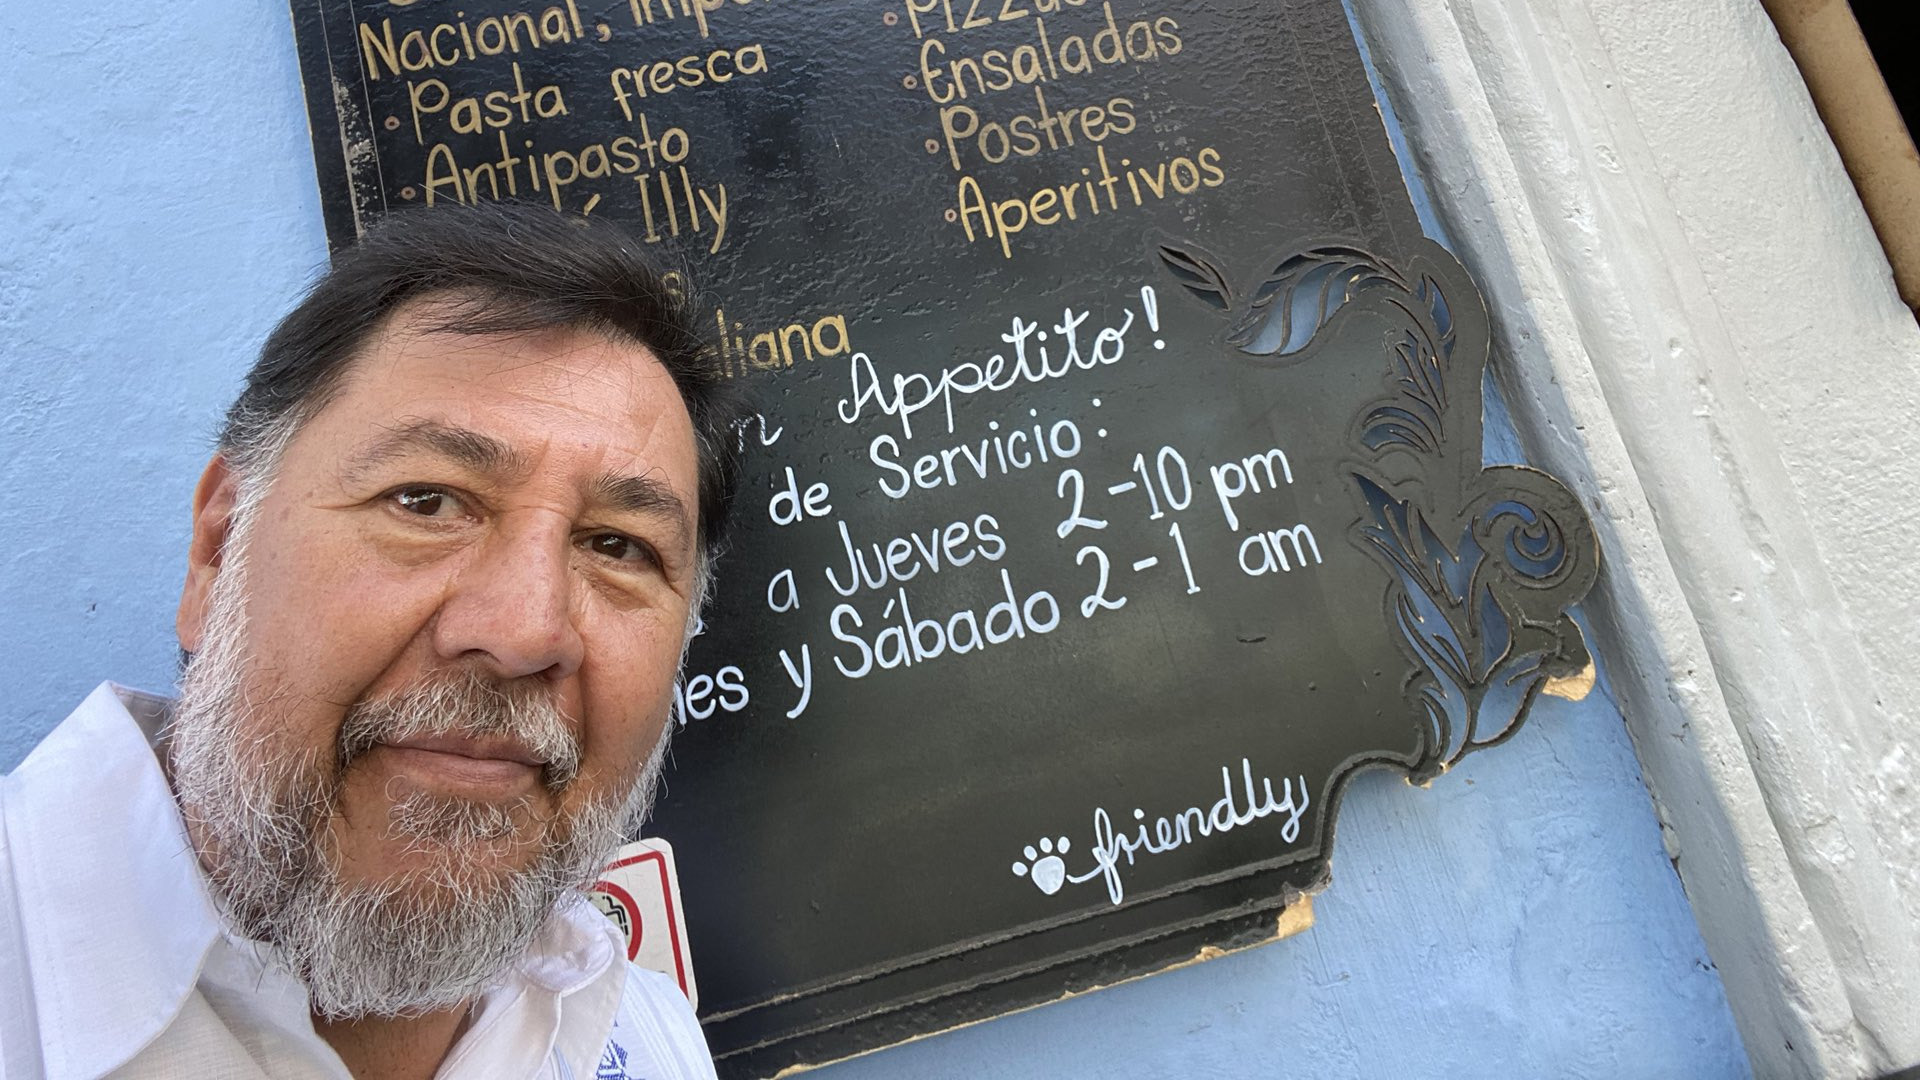 Nacional,
• Pasta fresca
• Antipasto
Illy
• Ensaladas
• Postres
• Aperitivos
Appetito!
de Servicio:
a Jueves 2-10 pm
y Sábado 2-1 am
friendly